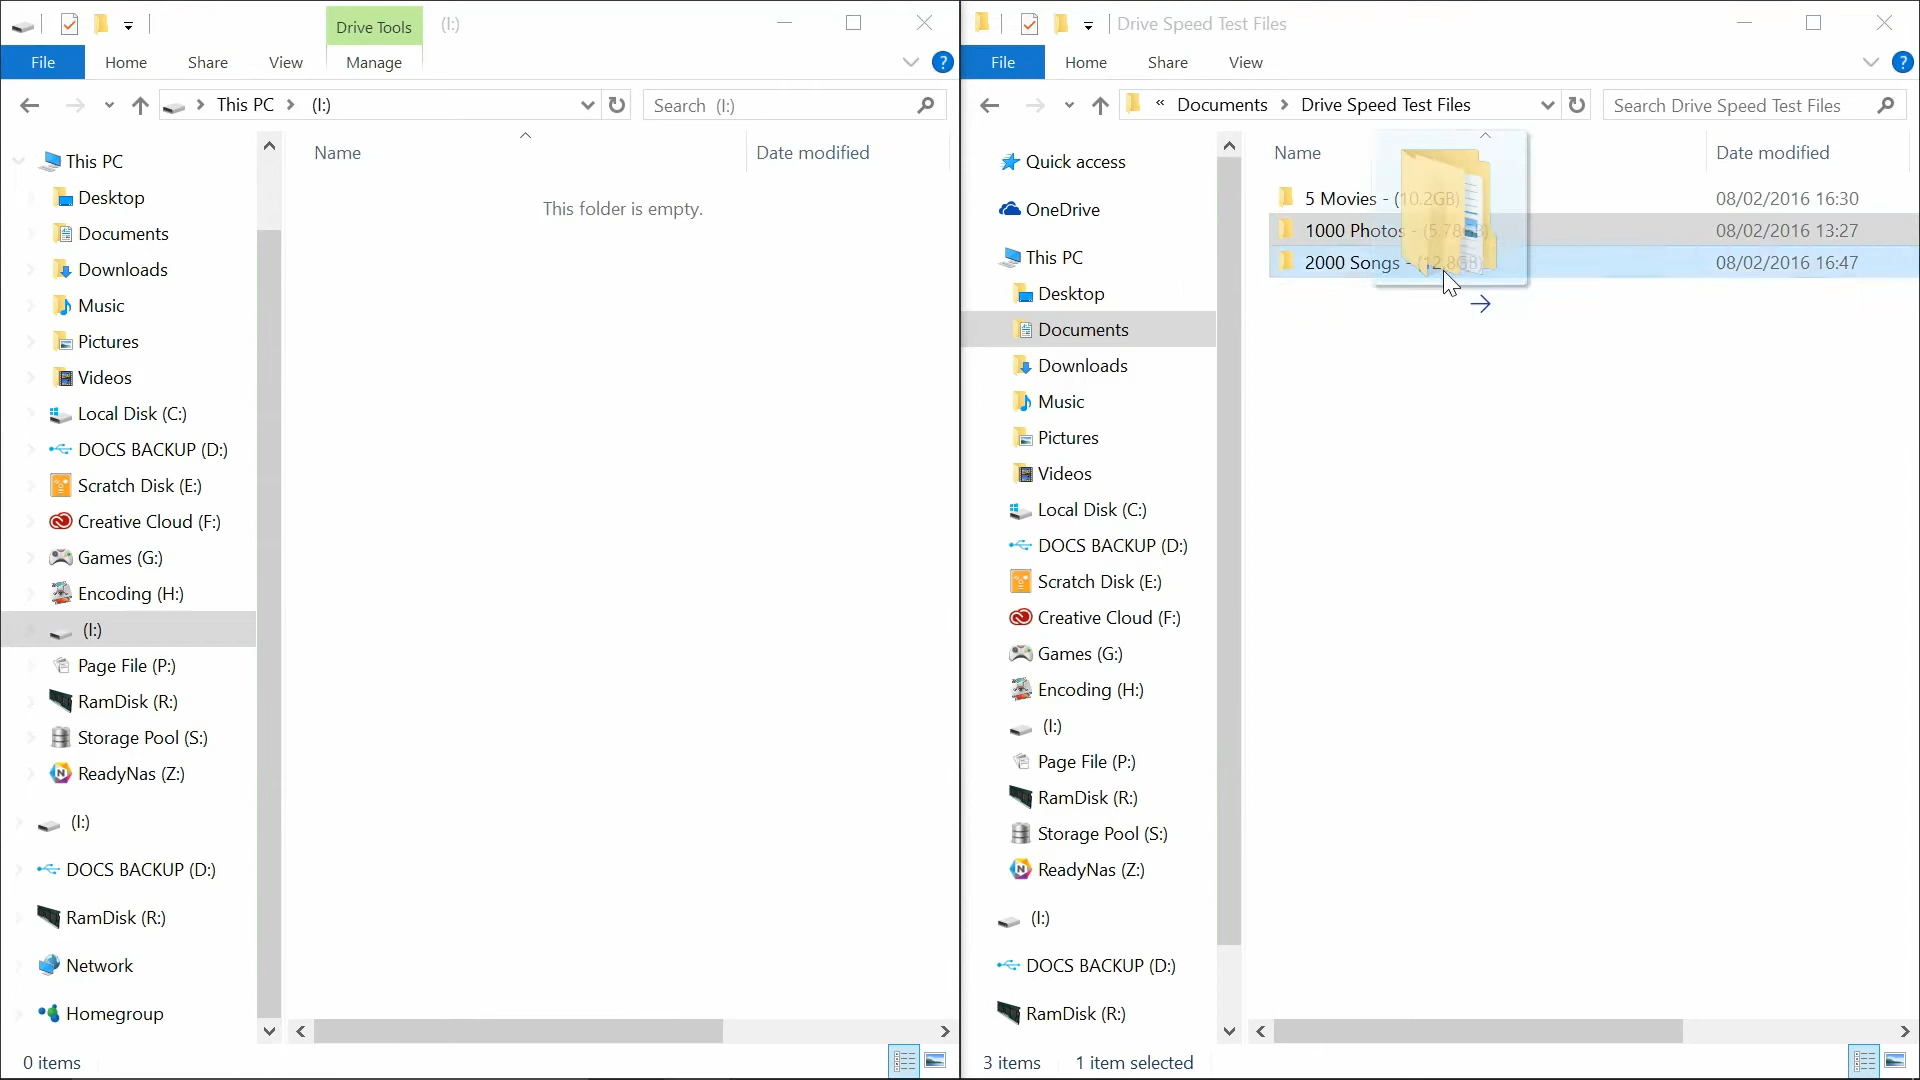 Drive Tools
(I:)
File
Home
Share
View
Manage
?
This PC
(I:)
Search (I:)
This PC
Desktop
Documents
Downloads
Music
Pictures
Videos
Local Disk (C:)
DOCS BACKUP (D:)
Scratch Disk (E:)
Creative Cloud (F:)
Games (G:)
Encoding (H:)
(I:)
Page File (P:)
RamDisk (R:)
Storage Pool (S:)
ReadyNas (Z:)
(I:)
DOCS BACKUP (D:)
RamDisk (R:)
Network
Homegroup
Name
Date modified
This folder is empty.
0 items
Drive Speed Test Files
File
Home
Share
View
?
« Documents
Drive Speed Test Files
Search Drive Speed Test Files
Quick access
OneDrive
This PC
Desktop
Documents
Downloads
Music
Pictures
Videos
Local Disk (C:)
DOCS BACKUP (D:)
Scratch Disk (E:)
Creative Cloud (F:)
Games (G:)
Encoding (H:)
(I:)
Page File (P:)
RamDisk (R:)
Storage Pool (S:)
ReadyNas (Z:)
(I:)
DOCS BACKUP (D:)
RamDisk (R:)
Name
Date modified
5 Movies - (10.2GB)
08/02/2016 16:30
1000 Photos - (5.78GB)
08/02/2016 13:27
2000 Songs - (12.8GB)
08/02/2016 16:47
3 items
1 item selected